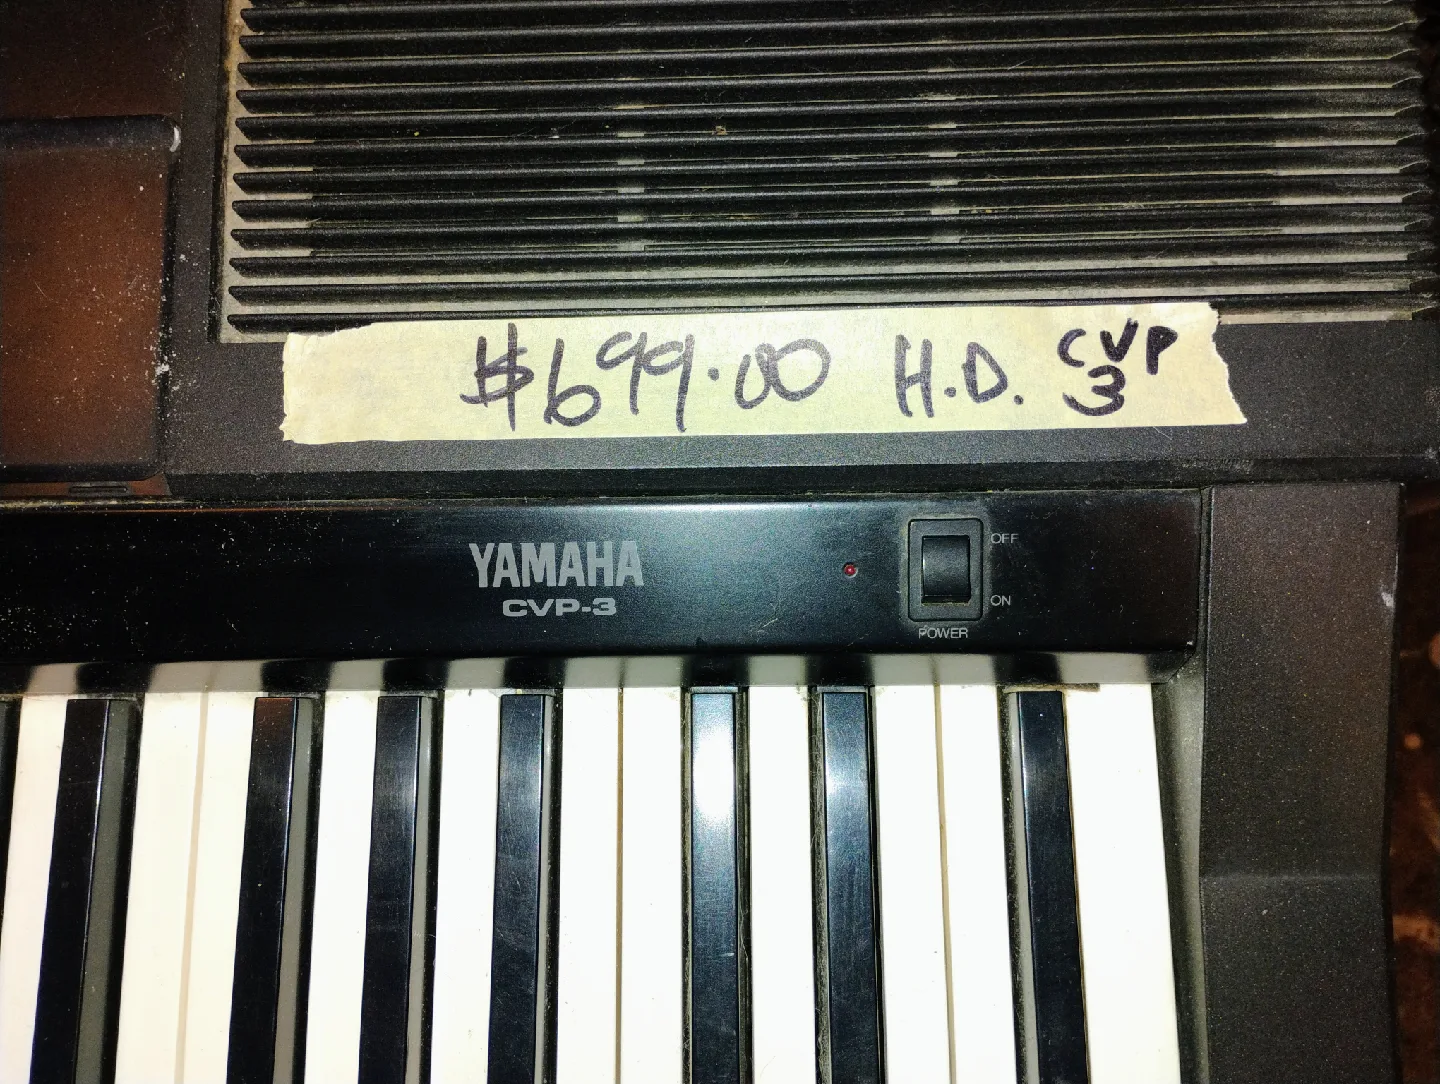 $699.00 H.D. CVP
3
YAMAHA
CVP-3
OFF
ON
POWER